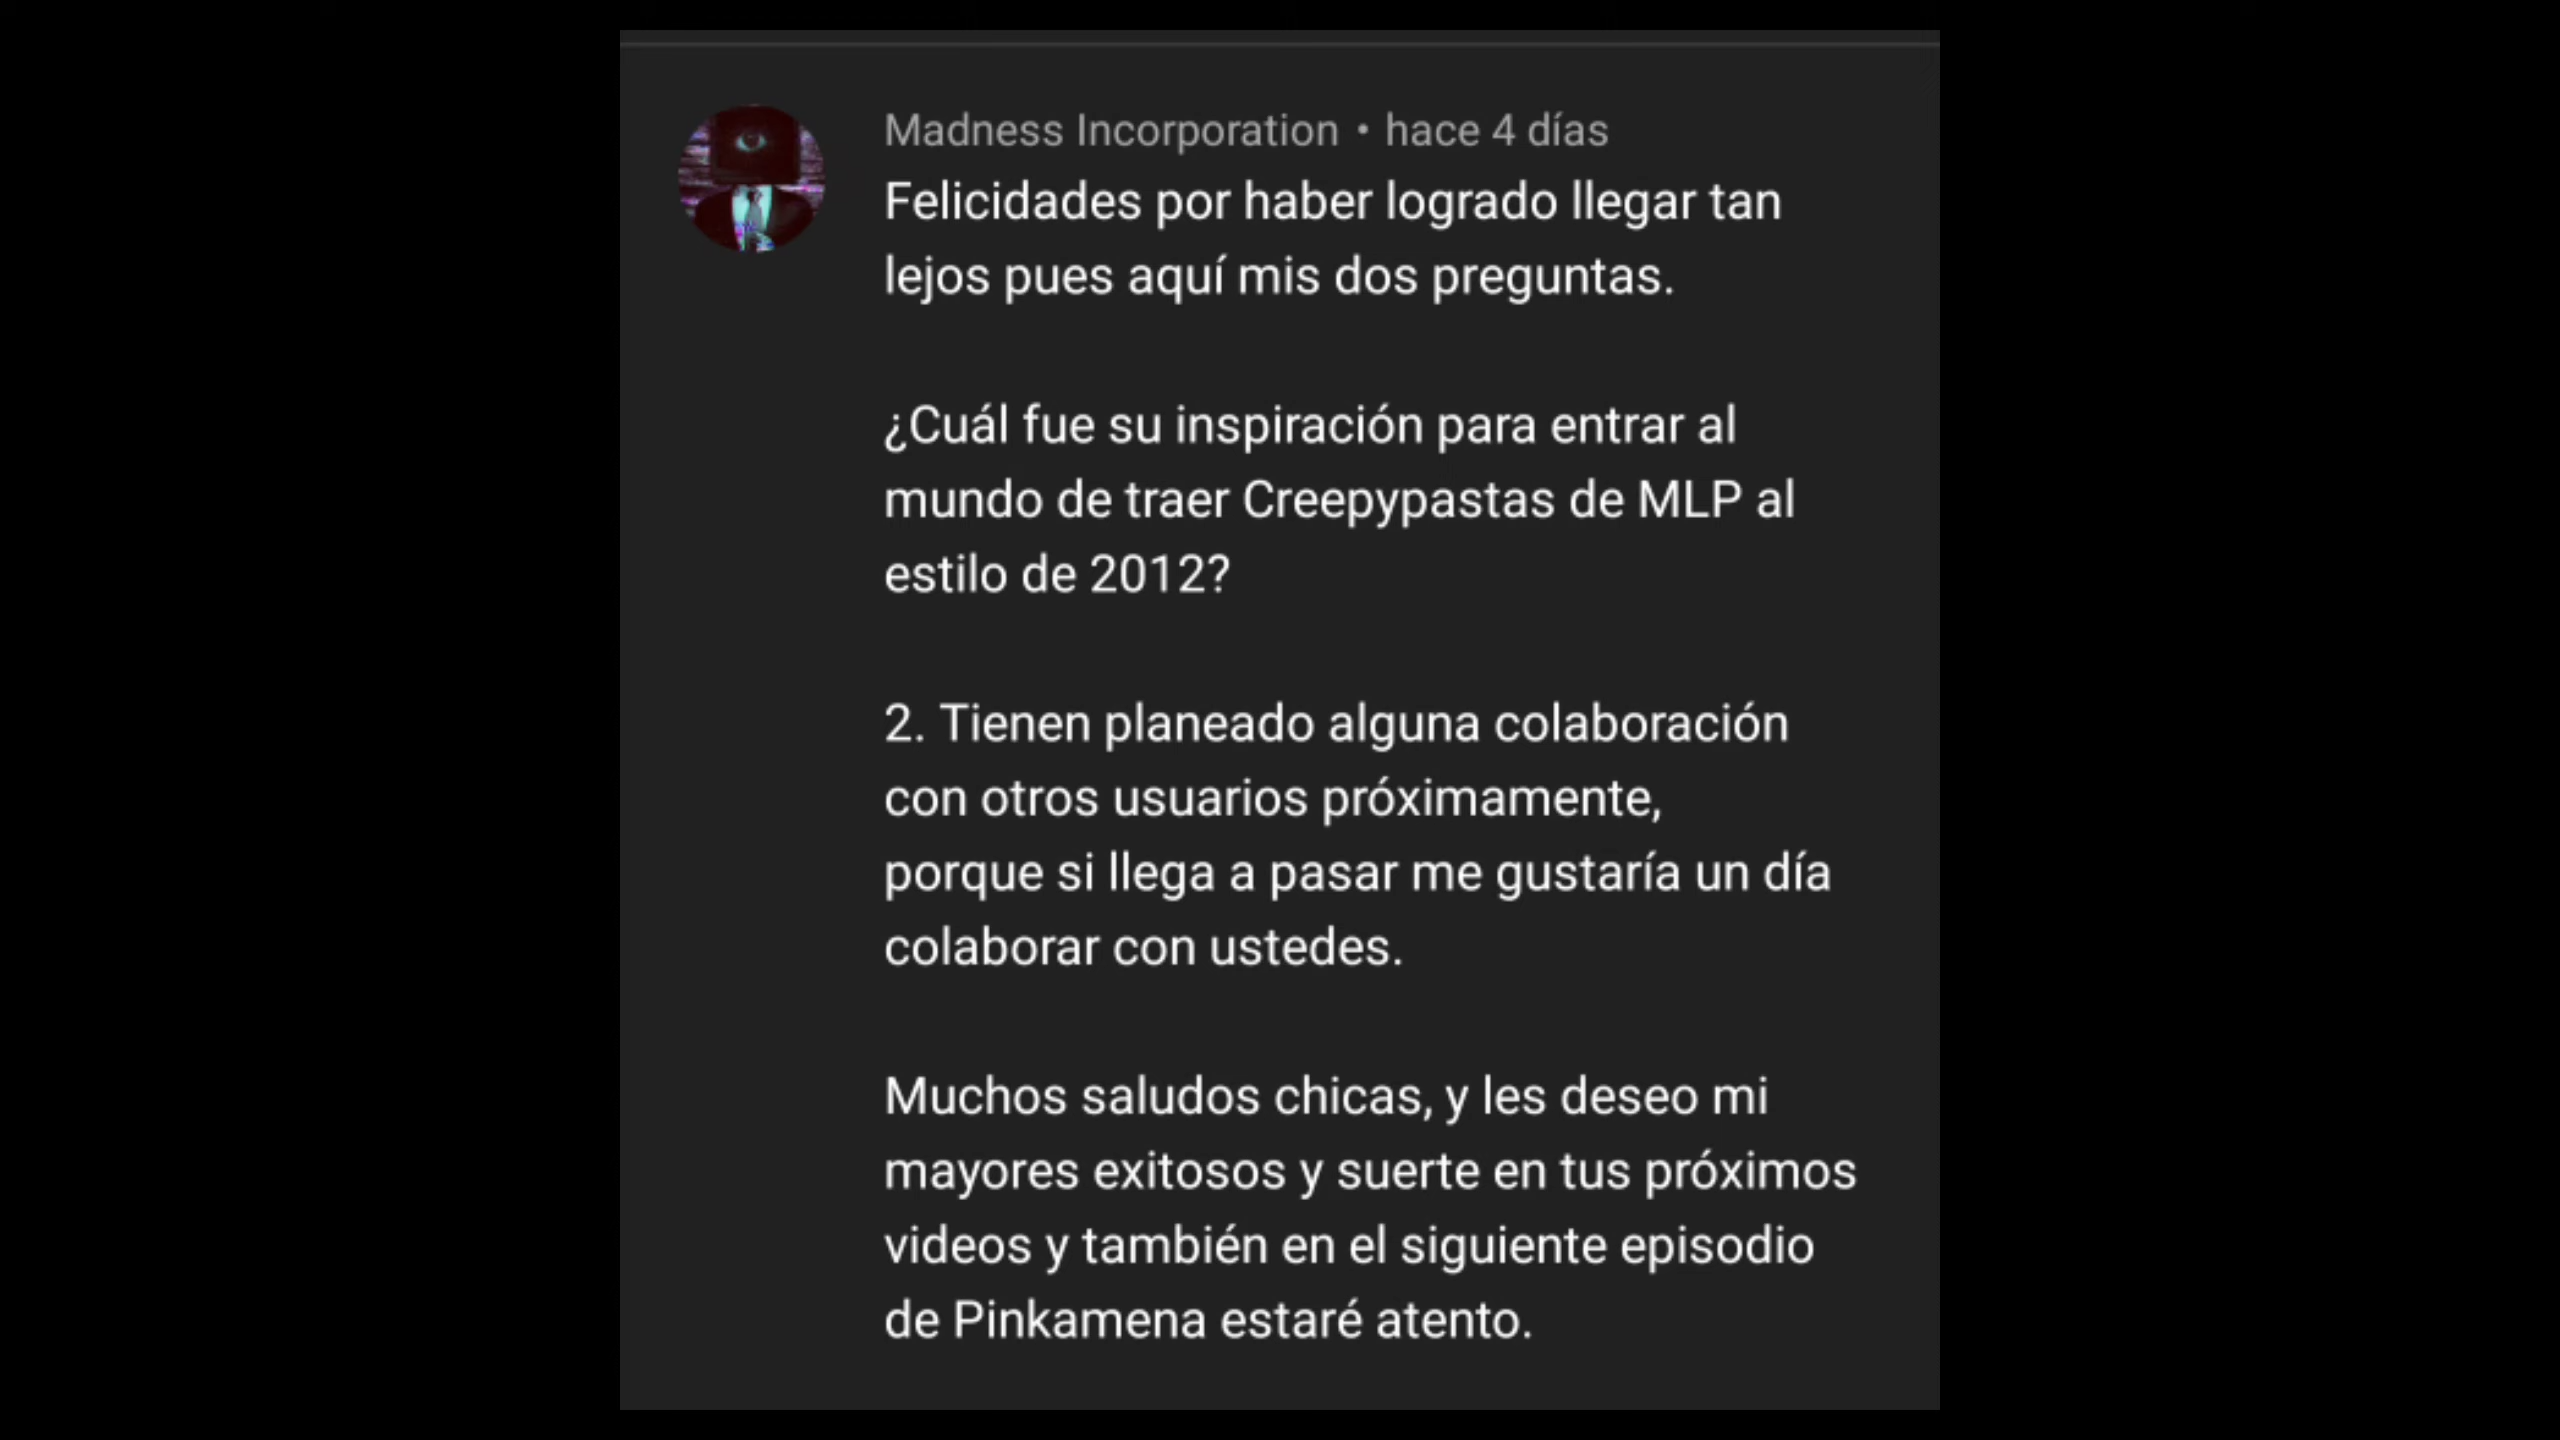 Madness Incorporation • hace 4 días
Felicidades por haber logrado llegar tan
lejos pues aquí mis dos preguntas.
¿Cuál fue su inspiración para entrar al
mundo de traer Creepypastas de MLP al
estilo de 2012?
2. Tienen planeado alguna colaboración
con otros usuarios próximamente,
porque si llega a pasar me gustaría un día
colaborar con ustedes.
Muchos saludos chicas, y les deseo mi
mayores exitosos y suerte en tus próximos
videos y también en el siguiente episodio
de Pinkamena estaré atento.